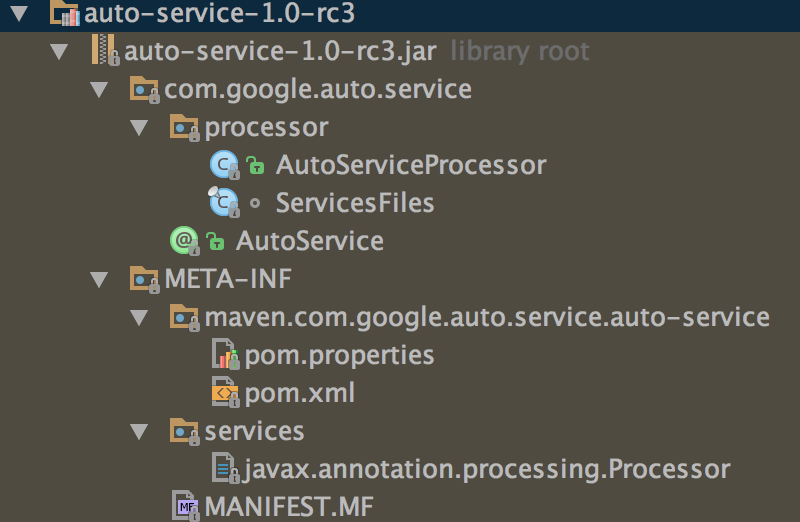 auto-service-1.0-rc3
auto-service-1.0-rc3.jar library root
com.google.auto.service
processor
AutoServiceProcessor
ServicesFiles
AutoService
META-INF
maven.com.google.auto.service.auto-service
pom.properties
pom.xml
services
javax.annotation.processing.Processor
MANIFEST.MF